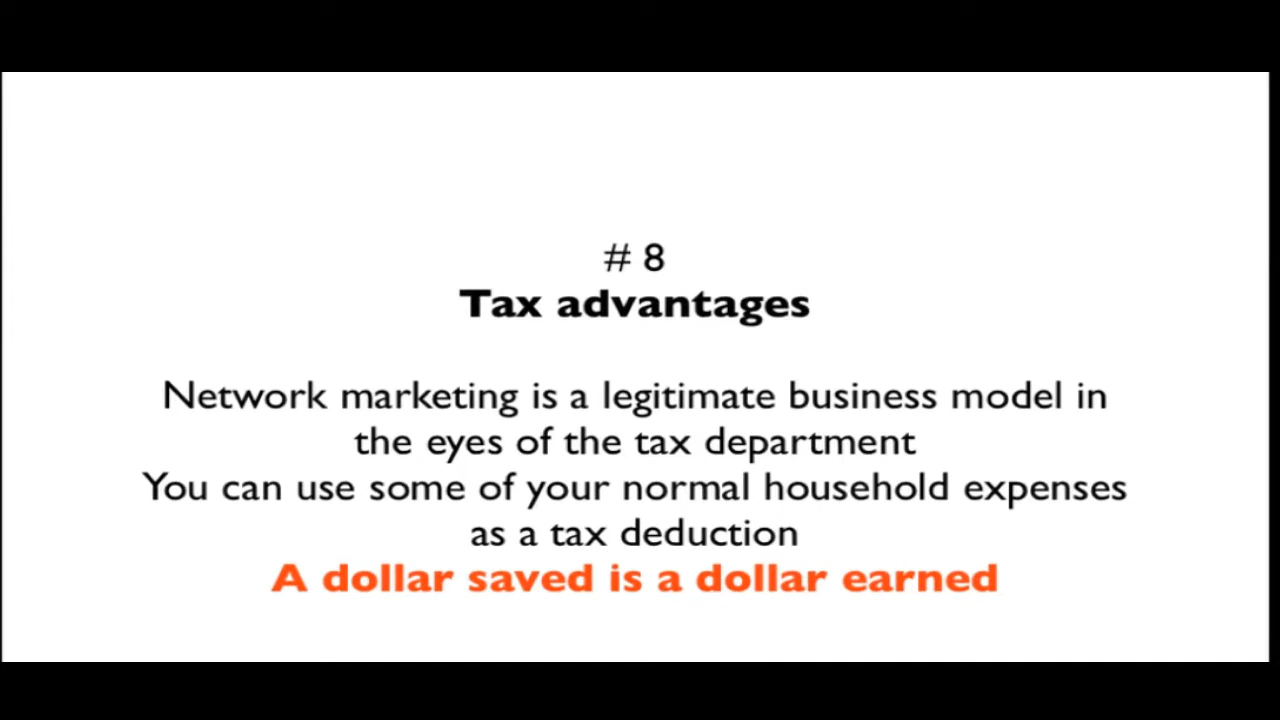 # 8
Tax advantages
Network marketing is a legitimate business model in
the eyes of the tax department
You can use some of your normal household expenses
as a tax deduction
A dollar saved is a dollar earned